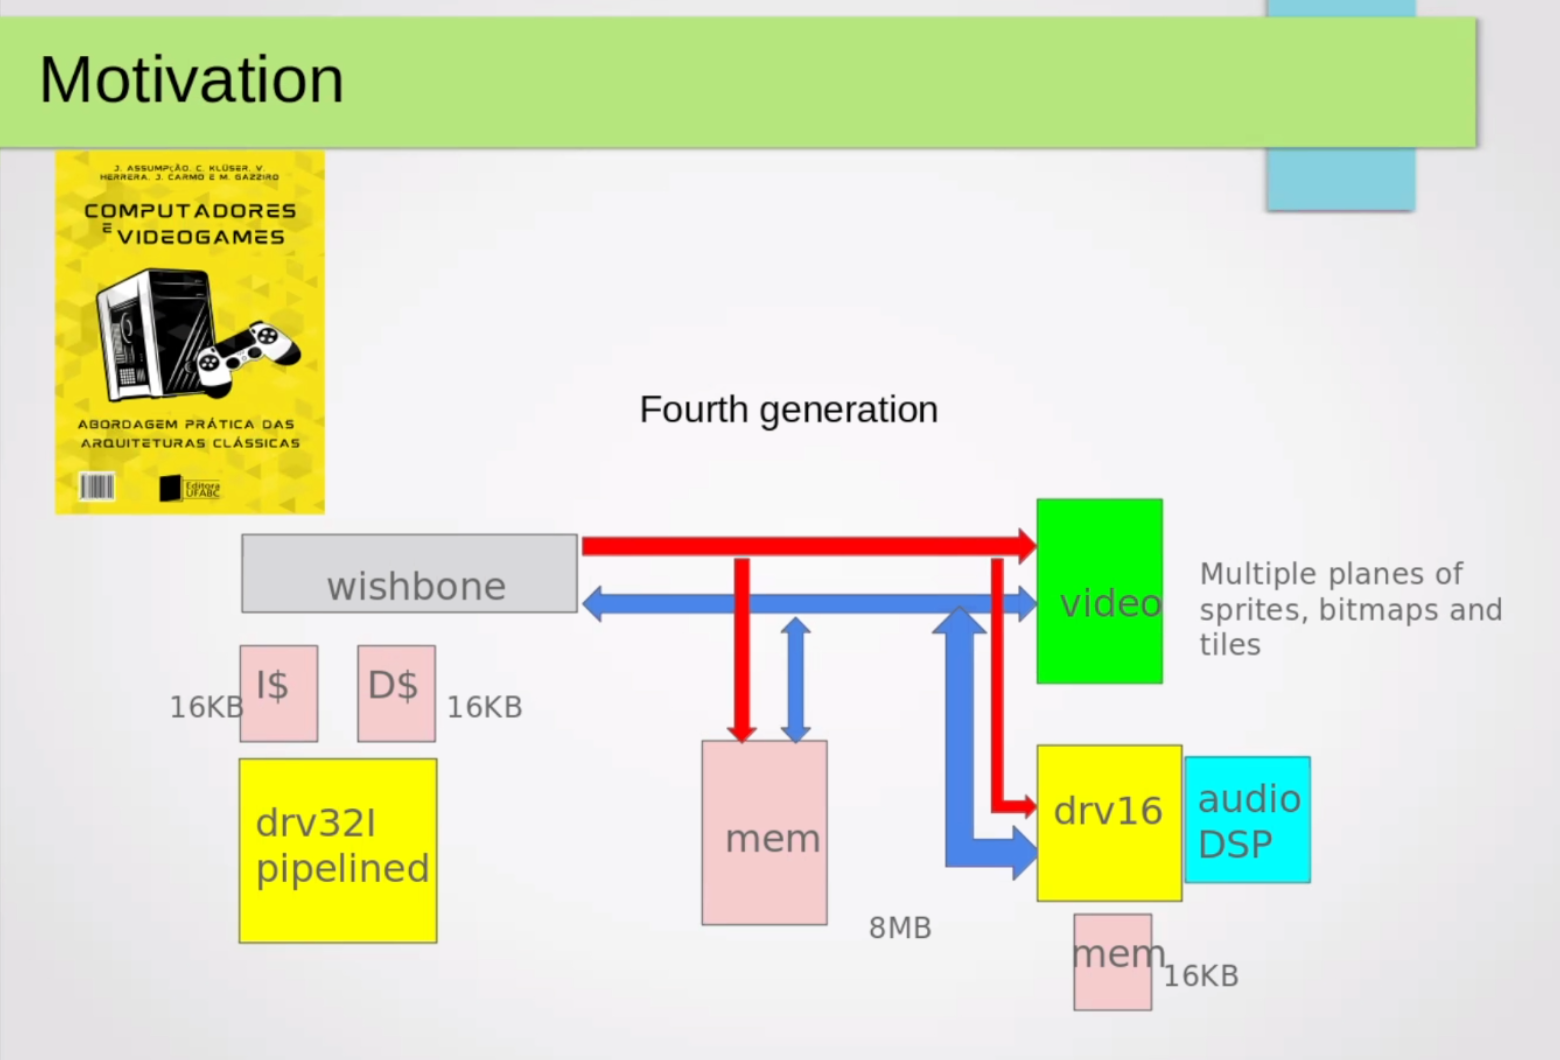 Motivation
J. ASSUMPÇÃO, C. KLÜSER, V.
HERRERA, J. CARMO E M. GAZZIRO
COMPUTADORES
E VIDEOGAMES
ABORDAGEM PRÁTICA DAS
ARQUITETURAS CLÁSSICAS
Editora
UFABC
Fourth generation
wishbone
video
Multiple planes of
sprites, bitmaps and
tiles
I$
D$
16KB
16KB
drv32I
pipelined
mem
8MB
drv16
audio
DSP
mem
16KB